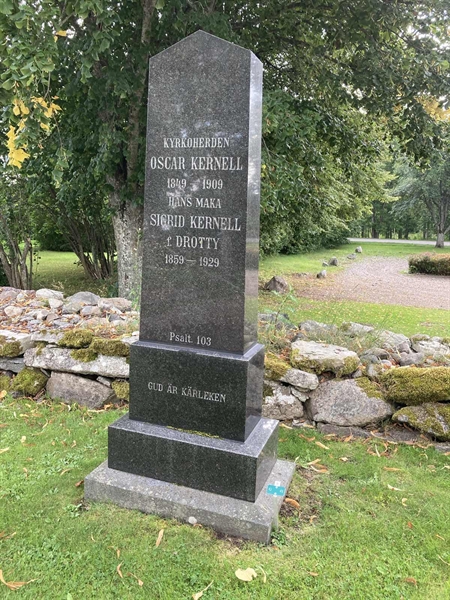 KYRKOHERDEN
OSCAR KERNELL
1849 – 1909
HANS MAKA
SIGRID KERNELL
f. DROTTY
1859 – 1929
Psalt. 103
GUD ÄR KÄRLEKEN